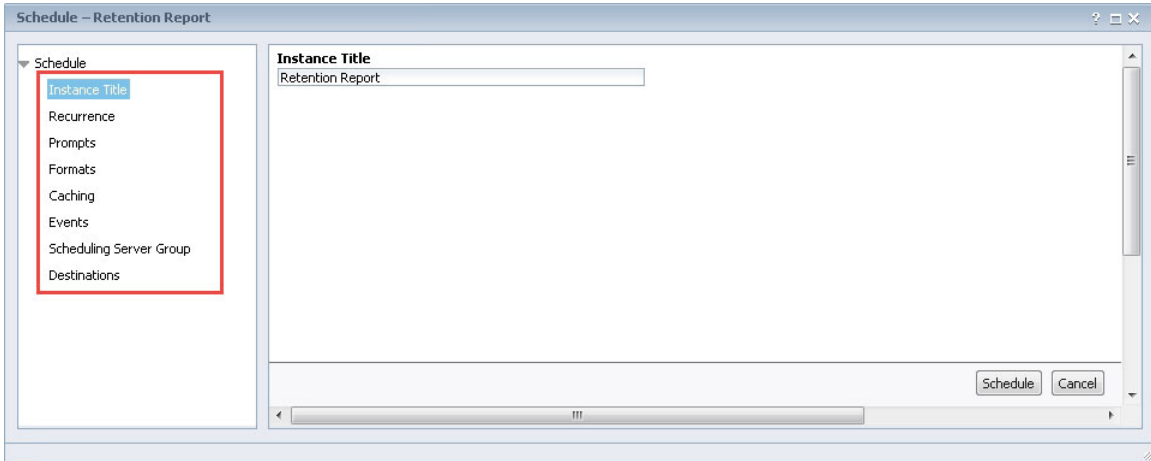 Schedule – Retention Report
Schedule
Instance Title
Recurrence
Prompts
Formats
Caching
Events
Scheduling Server Group
Destinations
Instance Title
Retention Report
Schedule
Cancel